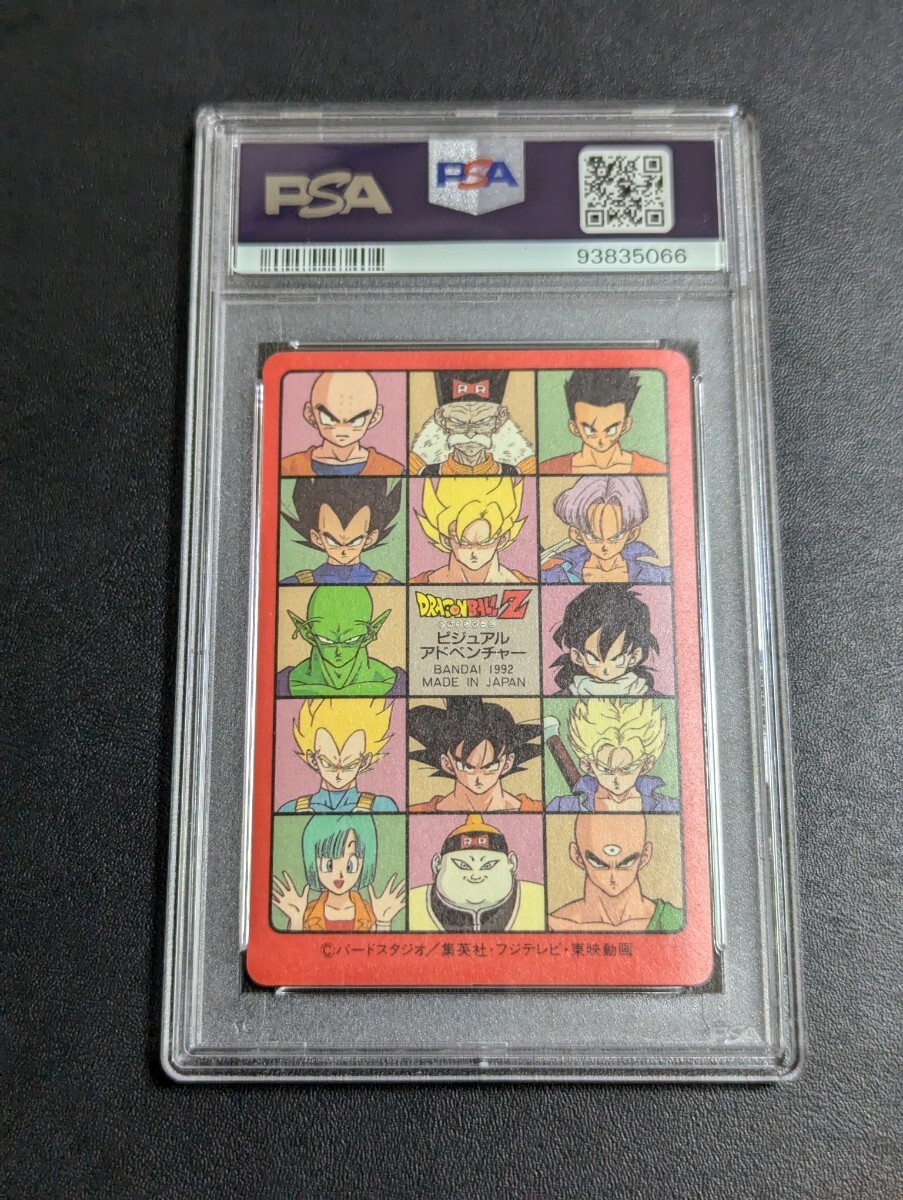 PSA
PSA
93835066
RR
DRAGON BALL Z
ビジュアル
アドベンチャー
BANDAI 1992
MADE IN JAPAN
RR
©バードスタジオ／集英社・フジテレビ・東映動画